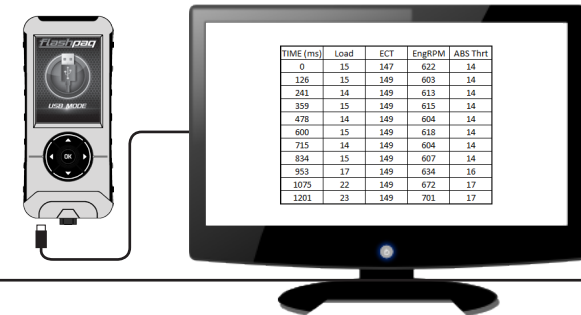 flashpaq
USB MODE
OK
TIME (ms) Load ECT EngRPM ABS Thrt
0 15 147 622 14
126 15 149 603 14
241 14 149 613 14
359 15 149 615 14
478 14 149 604 14
600 15 149 618 14
715 14 149 604 14
834 15 149 607 14
953 17 149 634 16
1075 22 149 672 17
1201 23 149 701 17